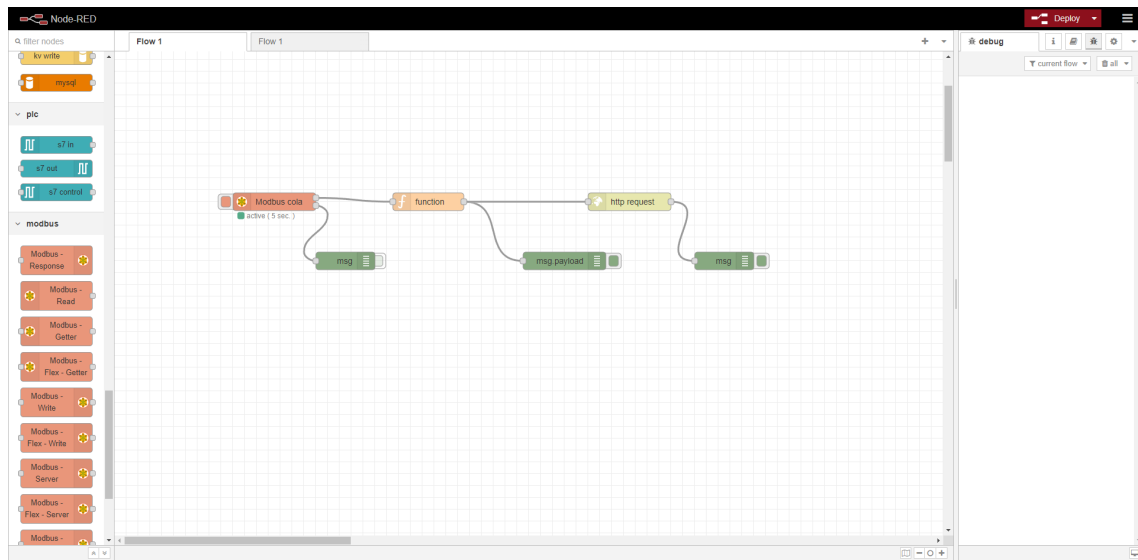 Node-RED
Deploy
filter nodes
Flow 1
Flow 1
debug
i
current flow
all
kv write
mysql
plc
s7 in
s7 out
s7 control
modbus
Modbus -
Response
Modbus -
Read
Modbus -
Getter
Modbus -
Flex - Getter
Modbus -
Write
Modbus -
Flex - Write
Modbus -
Server
Modbus -
Flex - Server
Modbus -
Modbus cola
active ( 5 sec. )
function
http request
msg
msg.payload
msg